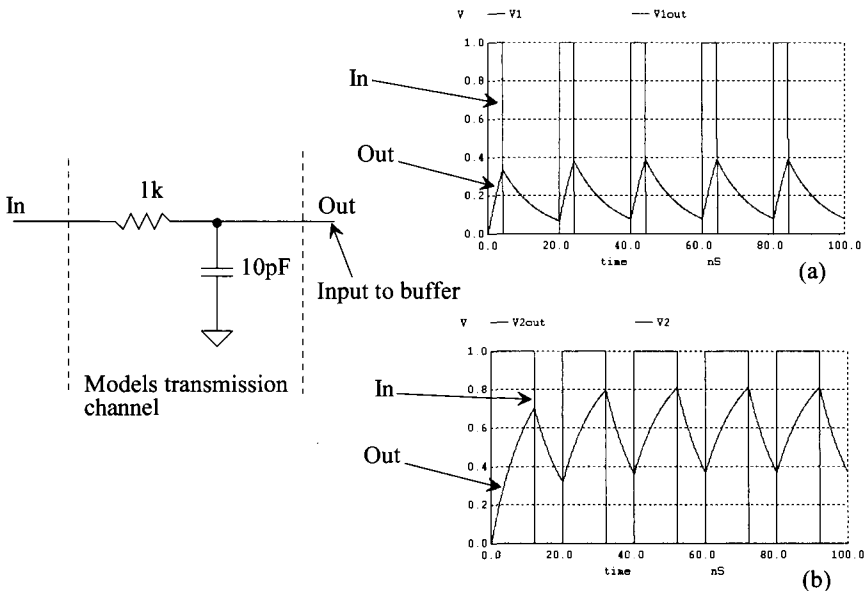 In
1k
Out
10pF
Input to buffer
Models transmission
channel
V V1 V1out
In
Out
1.0
0.8
0.6
0.4
0.2
0.0
0.0 20.0 40.0 60.0 80.0 100.0
time nS
(a)
V V2out V2
In
Out
1.0
0.8
0.6
0.4
0.2
0.0
0.0 20.0 40.0 60.0 80.0 100.0
time nS
(b)